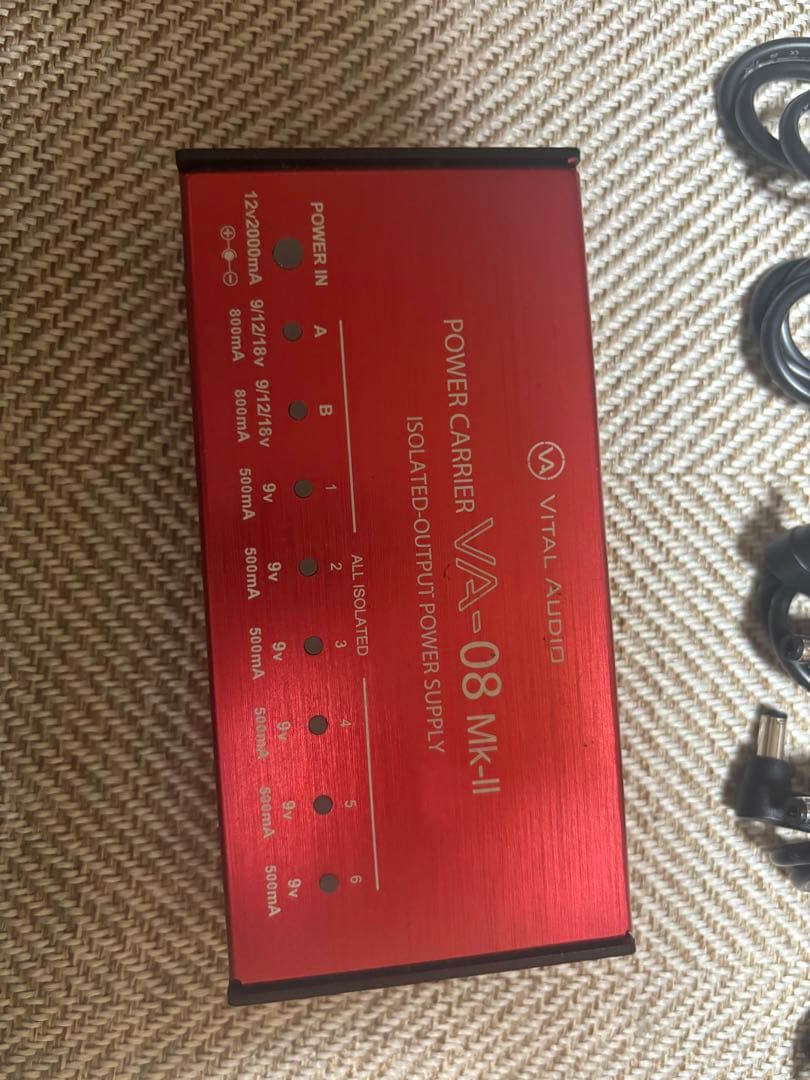 VA VITAL AUDIO
POWER CARRIER VA-08 Mk-II
ISOLATED-OUTPUT POWER SUPPLY
ALL ISOLATED
POWER IN A B 1 2 3 4 5 6
12v2000mA 9/12/18v 9/12/18v 9v 9v 9v 9v 9v 9v
800mA 800mA 500mA 500mA 500mA 500mA 500mA 500mA
+ -